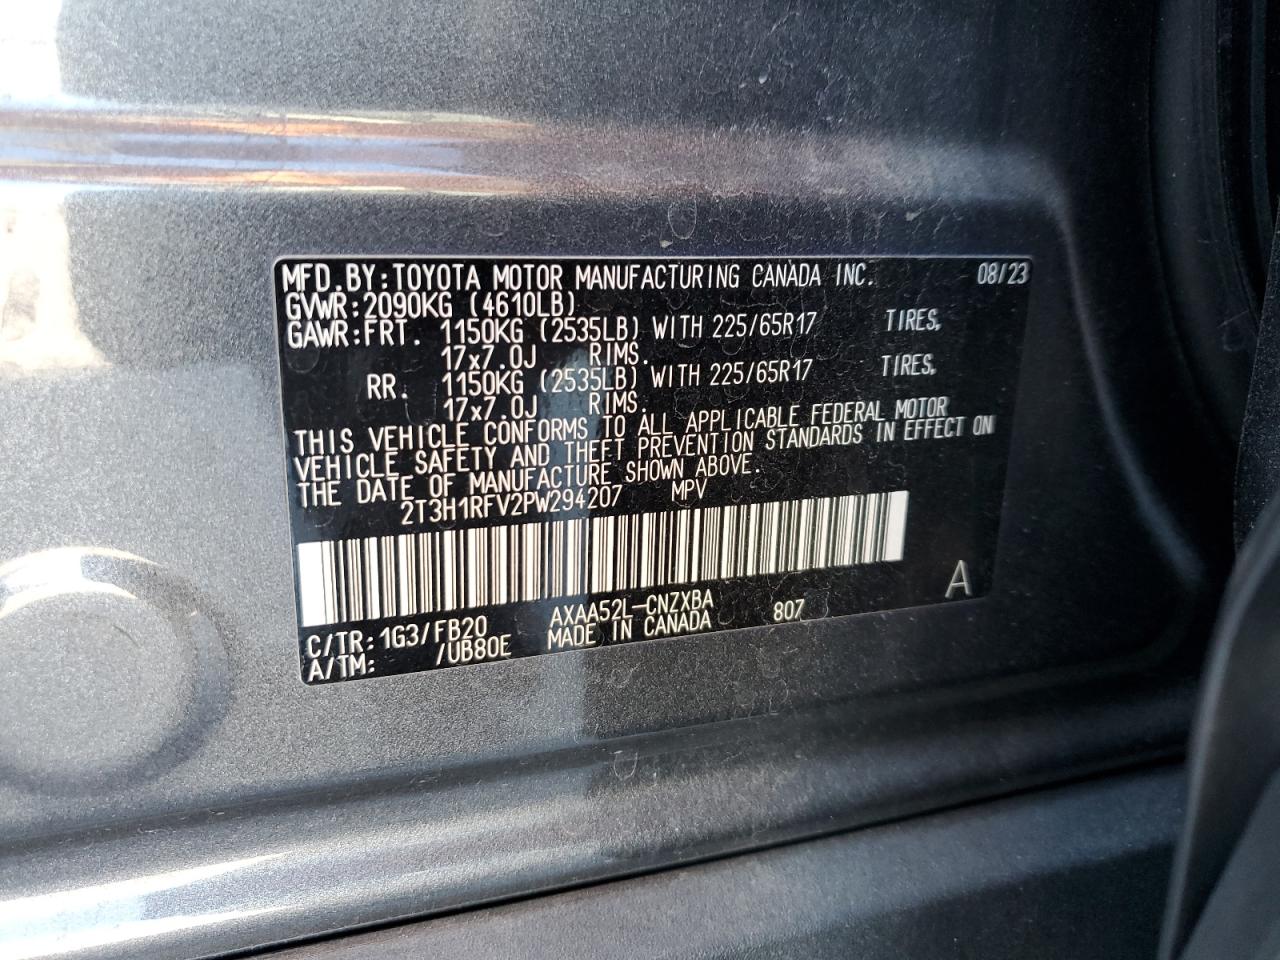 MFD.BY:TOYOTA MOTOR MANUFACTURING CANADA INC. 08/23
GVWR:2090KG (4610LB)
GAWR:FRT. 1150KG (2535LB) WITH 225/65R17 TIRES,
17x7.0J RIMS.
RR. 1150KG (2535LB) WITH 225/65R17 TIRES,
17x7.0J RIMS.
THIS VEHICLE CONFORMS TO ALL APPLICABLE FEDERAL MOTOR
VEHICLE SAFETY AND THEFT PREVENTION STANDARDS IN EFFECT ON
THE DATE OF MANUFACTURE SHOWN ABOVE.
2T3H1RFV2PW294207 MPV
A
C/TR:1G3/FB20 AXAA52L-CNZXBA 807
A/TM: /UB80E MADE IN CANADA